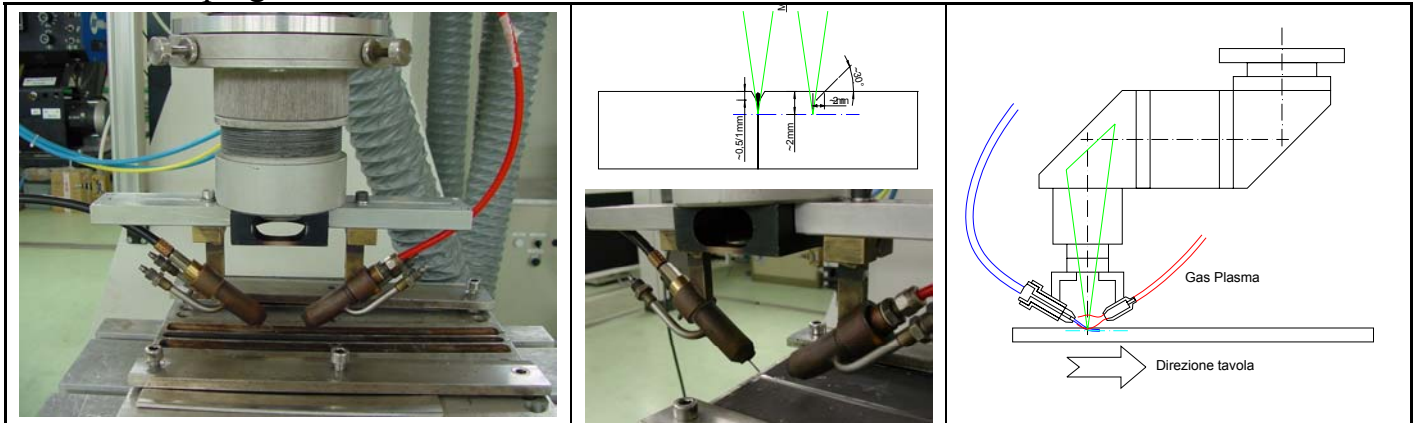 M
~30°
~2mm
~0,5/1mm
~2mm
Gas Plasma
Direzione tavola